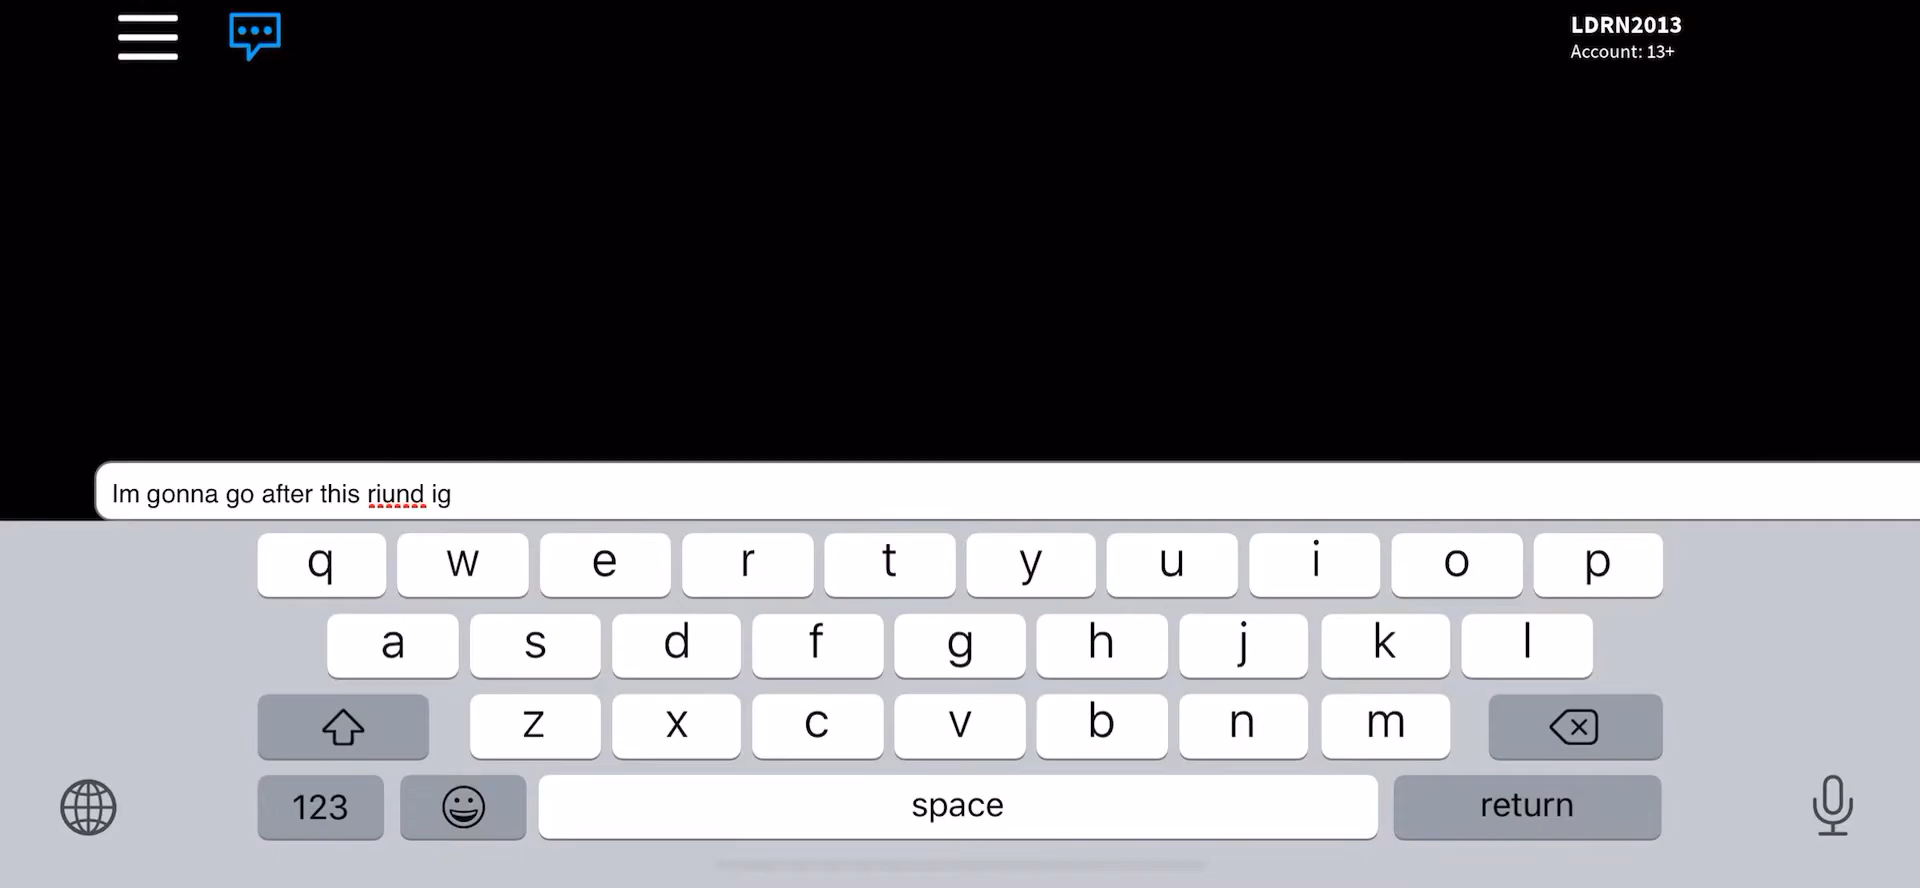 LDRN2013
Account: 13+
Im gonna go after this riund ig
q w e r t y u i o p
a s d f g h j k l
z x c v b n m
123 space return